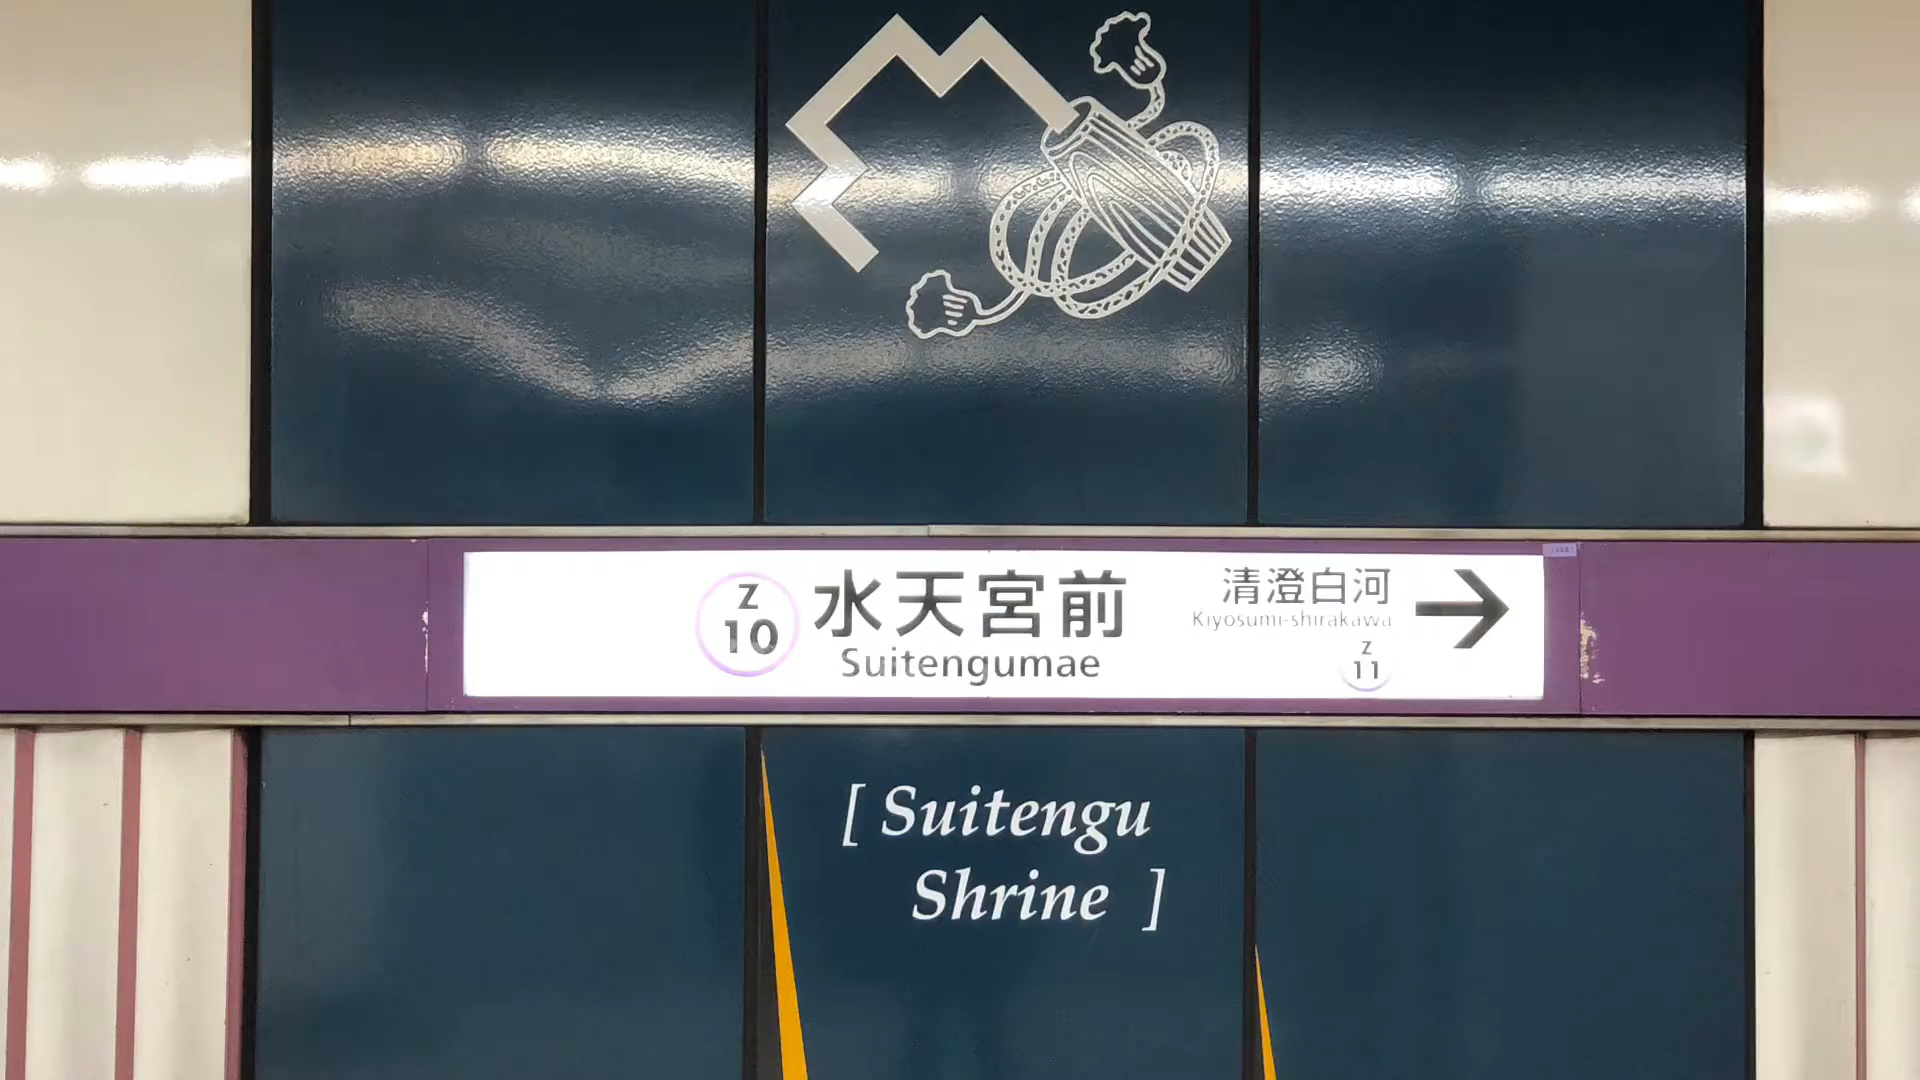 Z
10
水天宮前
Suitengumae
清澄白河
Kiyosumi-shirakawa
Z
11
[ Suitengu
Shrine ]